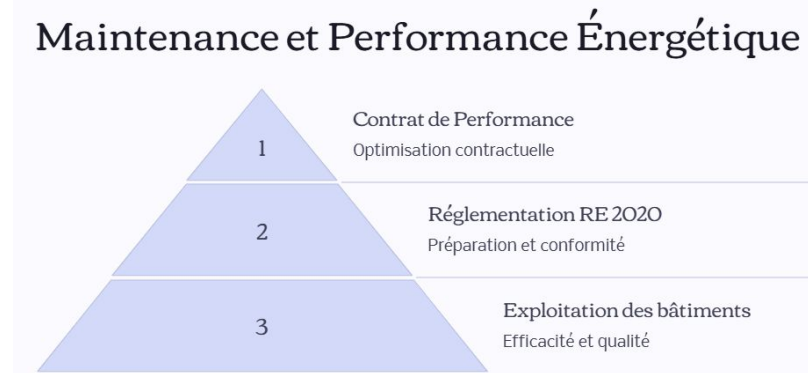 Maintenance et Performance Énergétique
1
Contrat de Performance
Optimisation contractuelle
2
Réglementation RE 2020
Préparation et conformité
3
Exploitation des bâtiments
Efficacité et qualité